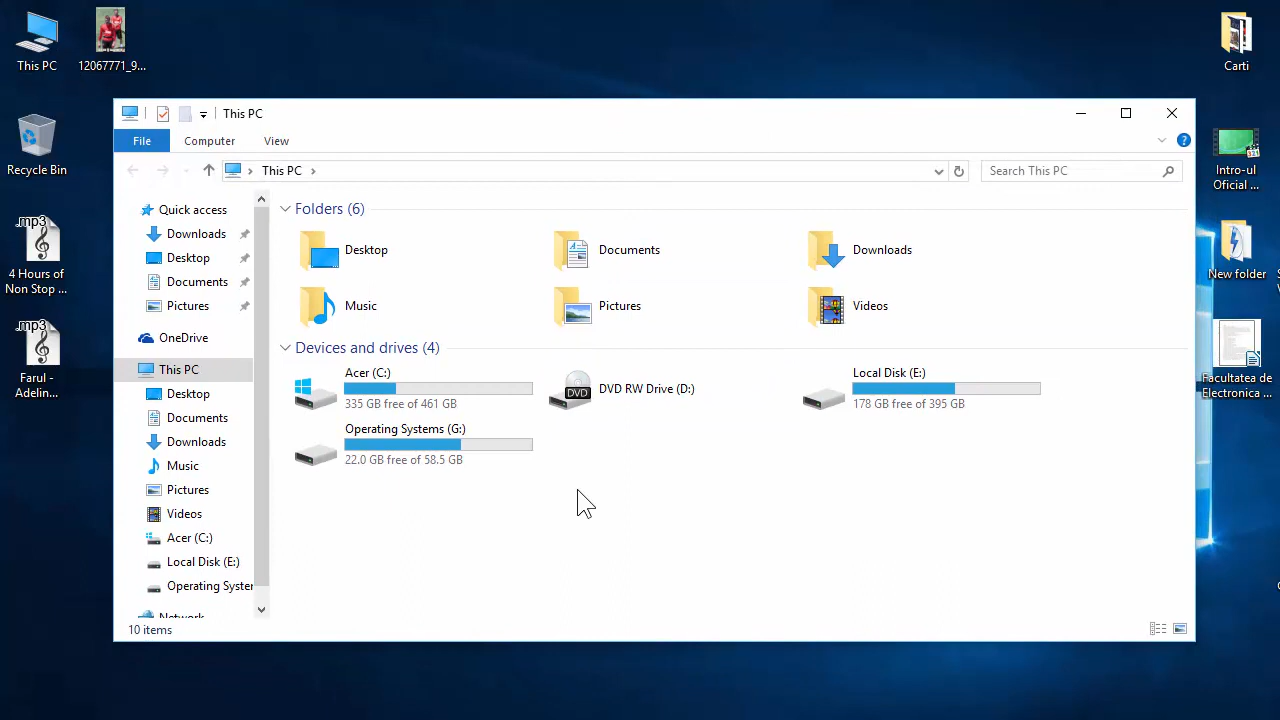 This PC
12067771_9...
Recycle Bin
.mp3
4 Hours of
Non Stop ...
.mp3
Farul -
Adelin...
This PC
File
Computer
View
This PC
Search This PC
Quick access
Downloads
Desktop
Documents
Pictures
OneDrive
This PC
Desktop
Documents
Downloads
Music
Pictures
Videos
Acer (C:)
Local Disk (E:)
Operating Syster
Network
Folders (6)
Desktop
Documents
Downloads
Music
Pictures
Videos
Devices and drives (4)
Acer (C:)
335 GB free of 461 GB
DVD
DVD RW Drive (D:)
Local Disk (E:)
178 GB free of 395 GB
Operating Systems (G:)
22.0 GB free of 58.5 GB
10 items
Carti
321
Intro-ul
Oficial ...
New folder
Facultatea de
Electronica ...